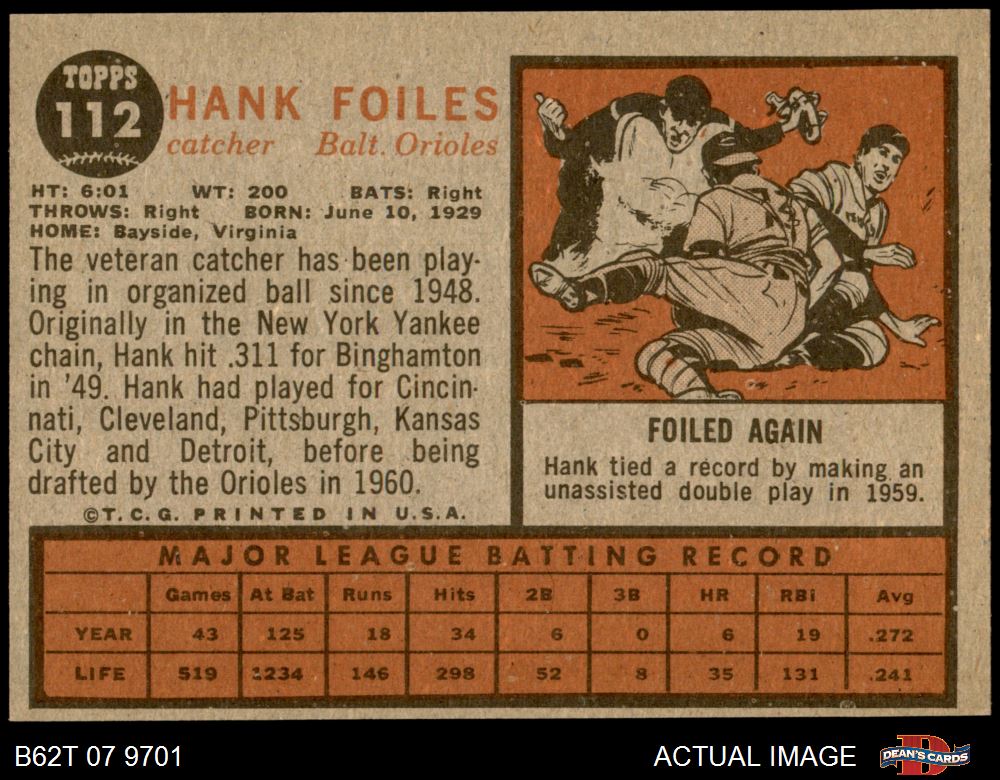 TOPPS
112
HANK FOILES
catcher Balt. Orioles
HT: 6:01 WT: 200 BATS: Right
THROWS: Right BORN: June 10, 1929
HOME: Bayside, Virginia
The veteran catcher has been play-
ing in organized ball since 1948.
Originally in the New York Yankee
chain, Hank hit .311 for Binghamton
in '49. Hank had played for Cincin-
nati, Cleveland, Pittsburgh, Kansas
City and Detroit, before being
drafted by the Orioles in 1960.
©T.C.G. PRINTED IN U.S.A.
FOILED AGAIN
Hank tied a record by making an
unassisted double play in 1959.
MAJOR LEAGUE BATTING RECORD
Games At Bat Runs Hits 2B 3B HR RBI Avg
YEAR 43 125 18 34 6 0 6 19 .272
LIFE 519 1234 146 298 52 8 35 131 .241
B62T 07 9701 ACTUAL IMAGE
DEAN'S CARDS